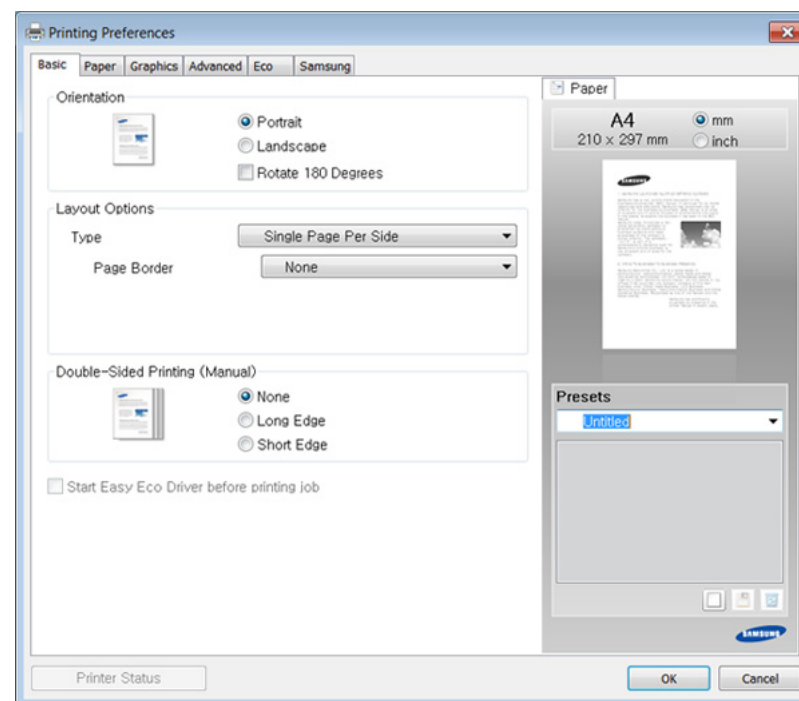 Printing Preferences
Basic Paper Graphics Advanced Eco Samsung
Orientation
Portrait
Landscape
Rotate 180 Degrees
Layout Options
Type Single Page Per Side
Page Border None
Double-Sided Printing (Manual)
None
Long Edge
Short Edge
Start Easy Eco Driver before printing job
Paper
A4 mm
210 x 297 mm inch
SAMSUNG
Presets
Untitled
SAMSUNG
Printer Status OK Cancel